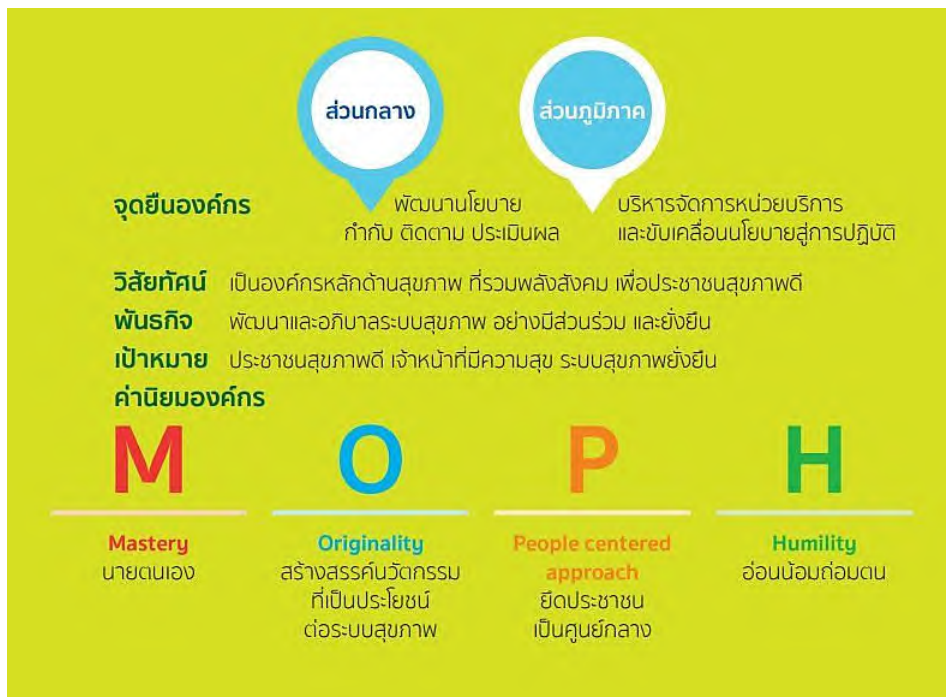 ส่วนกลาง
ส่วนภูมิภาค
จุดยืนองค์กร
พัฒนานโยบาย
กำกับ ติดตาม ประเมินผล
บริหารจัดการหน่วยบริการ
และขับเคลื่อนนโยบายสู่การปฏิบัติ
วิสัยทัศน์ เป็นองค์กรหลักด้านสุขภาพ ที่รวมพลังสังคม เพื่อประชาชนสุขภาพดี
พันธกิจ พัฒนาและอภิบาลระบบสุขภาพ อย่างมีส่วนร่วม และยั่งยืน
เป้าหมาย ประชาชนสุขภาพดี เจ้าหน้าที่มีความสุข ระบบสุขภาพยั่งยืน
ค่านิยมองค์กร
M
O
P
H
Mastery
นายตนเอง
Originality
สร้างสรรค์นวัตกรรม
ที่เป็นประโยชน์
ต่อระบบสุขภาพ
People centered
approach
ยึดประชาชน
เป็นศูนย์กลาง
Humility
อ่อนน้อมถ่อมตน